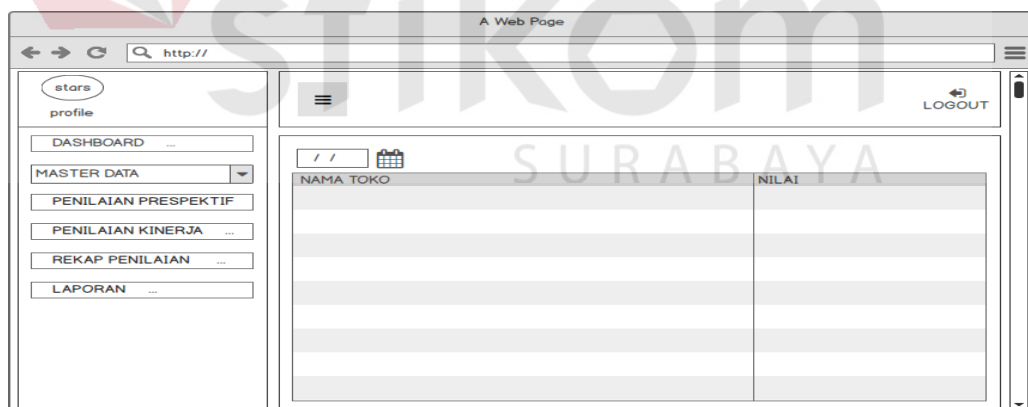 STIKOM
SURABAYA
A Web Page
http://
stars
profile
LOGOUT
DASHBOARD ...
MASTER DATA
PENILAIAN PRESPEKTIF
PENILAIAN KINERJA ...
REKAP PENILAIAN ...
LAPORAN ...
/ /
NAMA TOKO NILAI